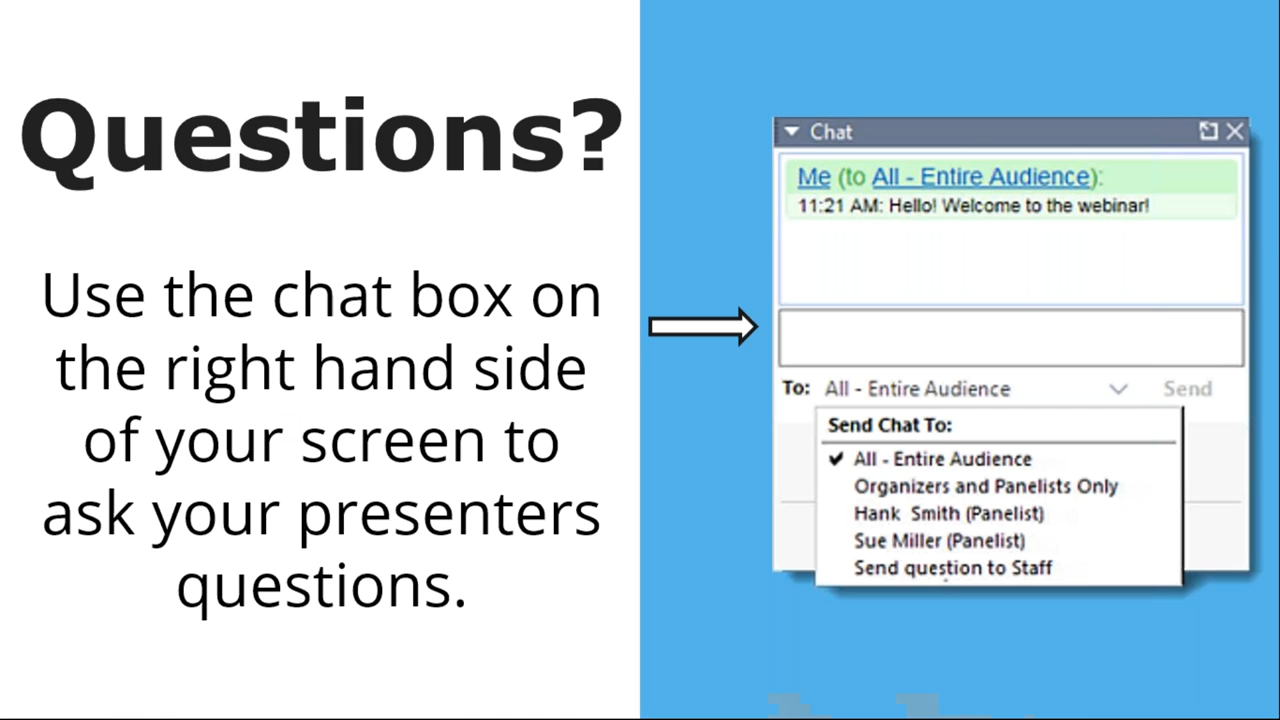 Questions?
Use the chat box on
the right hand side
of your screen to
ask your presenters
questions.
Chat
Me (to All - Entire Audience):
11:21 AM: Hello! Welcome to the webinar!
To: All - Entire Audience Send
Send Chat To:
✔ All - Entire Audience
Organizers and Panelists Only
Hank Smith (Panelist)
Sue Miller (Panelist)
Send question to Staff